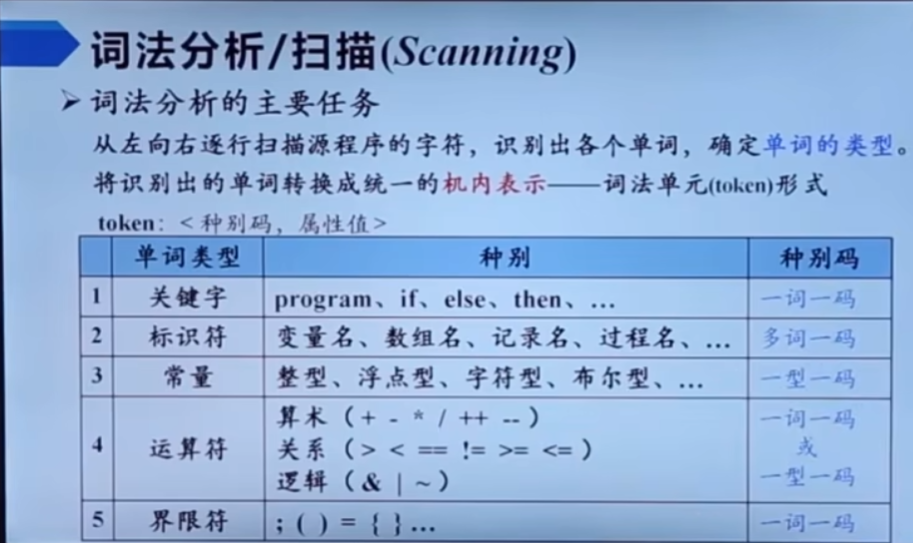 词法分析/扫描(Scanning)
➢ 词法分析的主要任务
从左向右逐行扫描源程序的字符，识别出各个单词，确定单词的类型。
将识别出的单词转换成统一的机内表示——词法单元(token)形式
token：<种别码，属性值>
单词类型 种别 种别码
1 关键字 program、if、else、then、… 一词一码
2 标识符 变量名、数组名、记录名、过程名、… 多词一码
3 常量 整型、浮点型、字符型、布尔型、… 一型一码
4 运算符 算术（+ - * / ++ --） 一词一码
关系（> < == != >= <=） 或
逻辑（& | ~） 一型一码
5 界限符 ; ( ) = { } … 一词一码